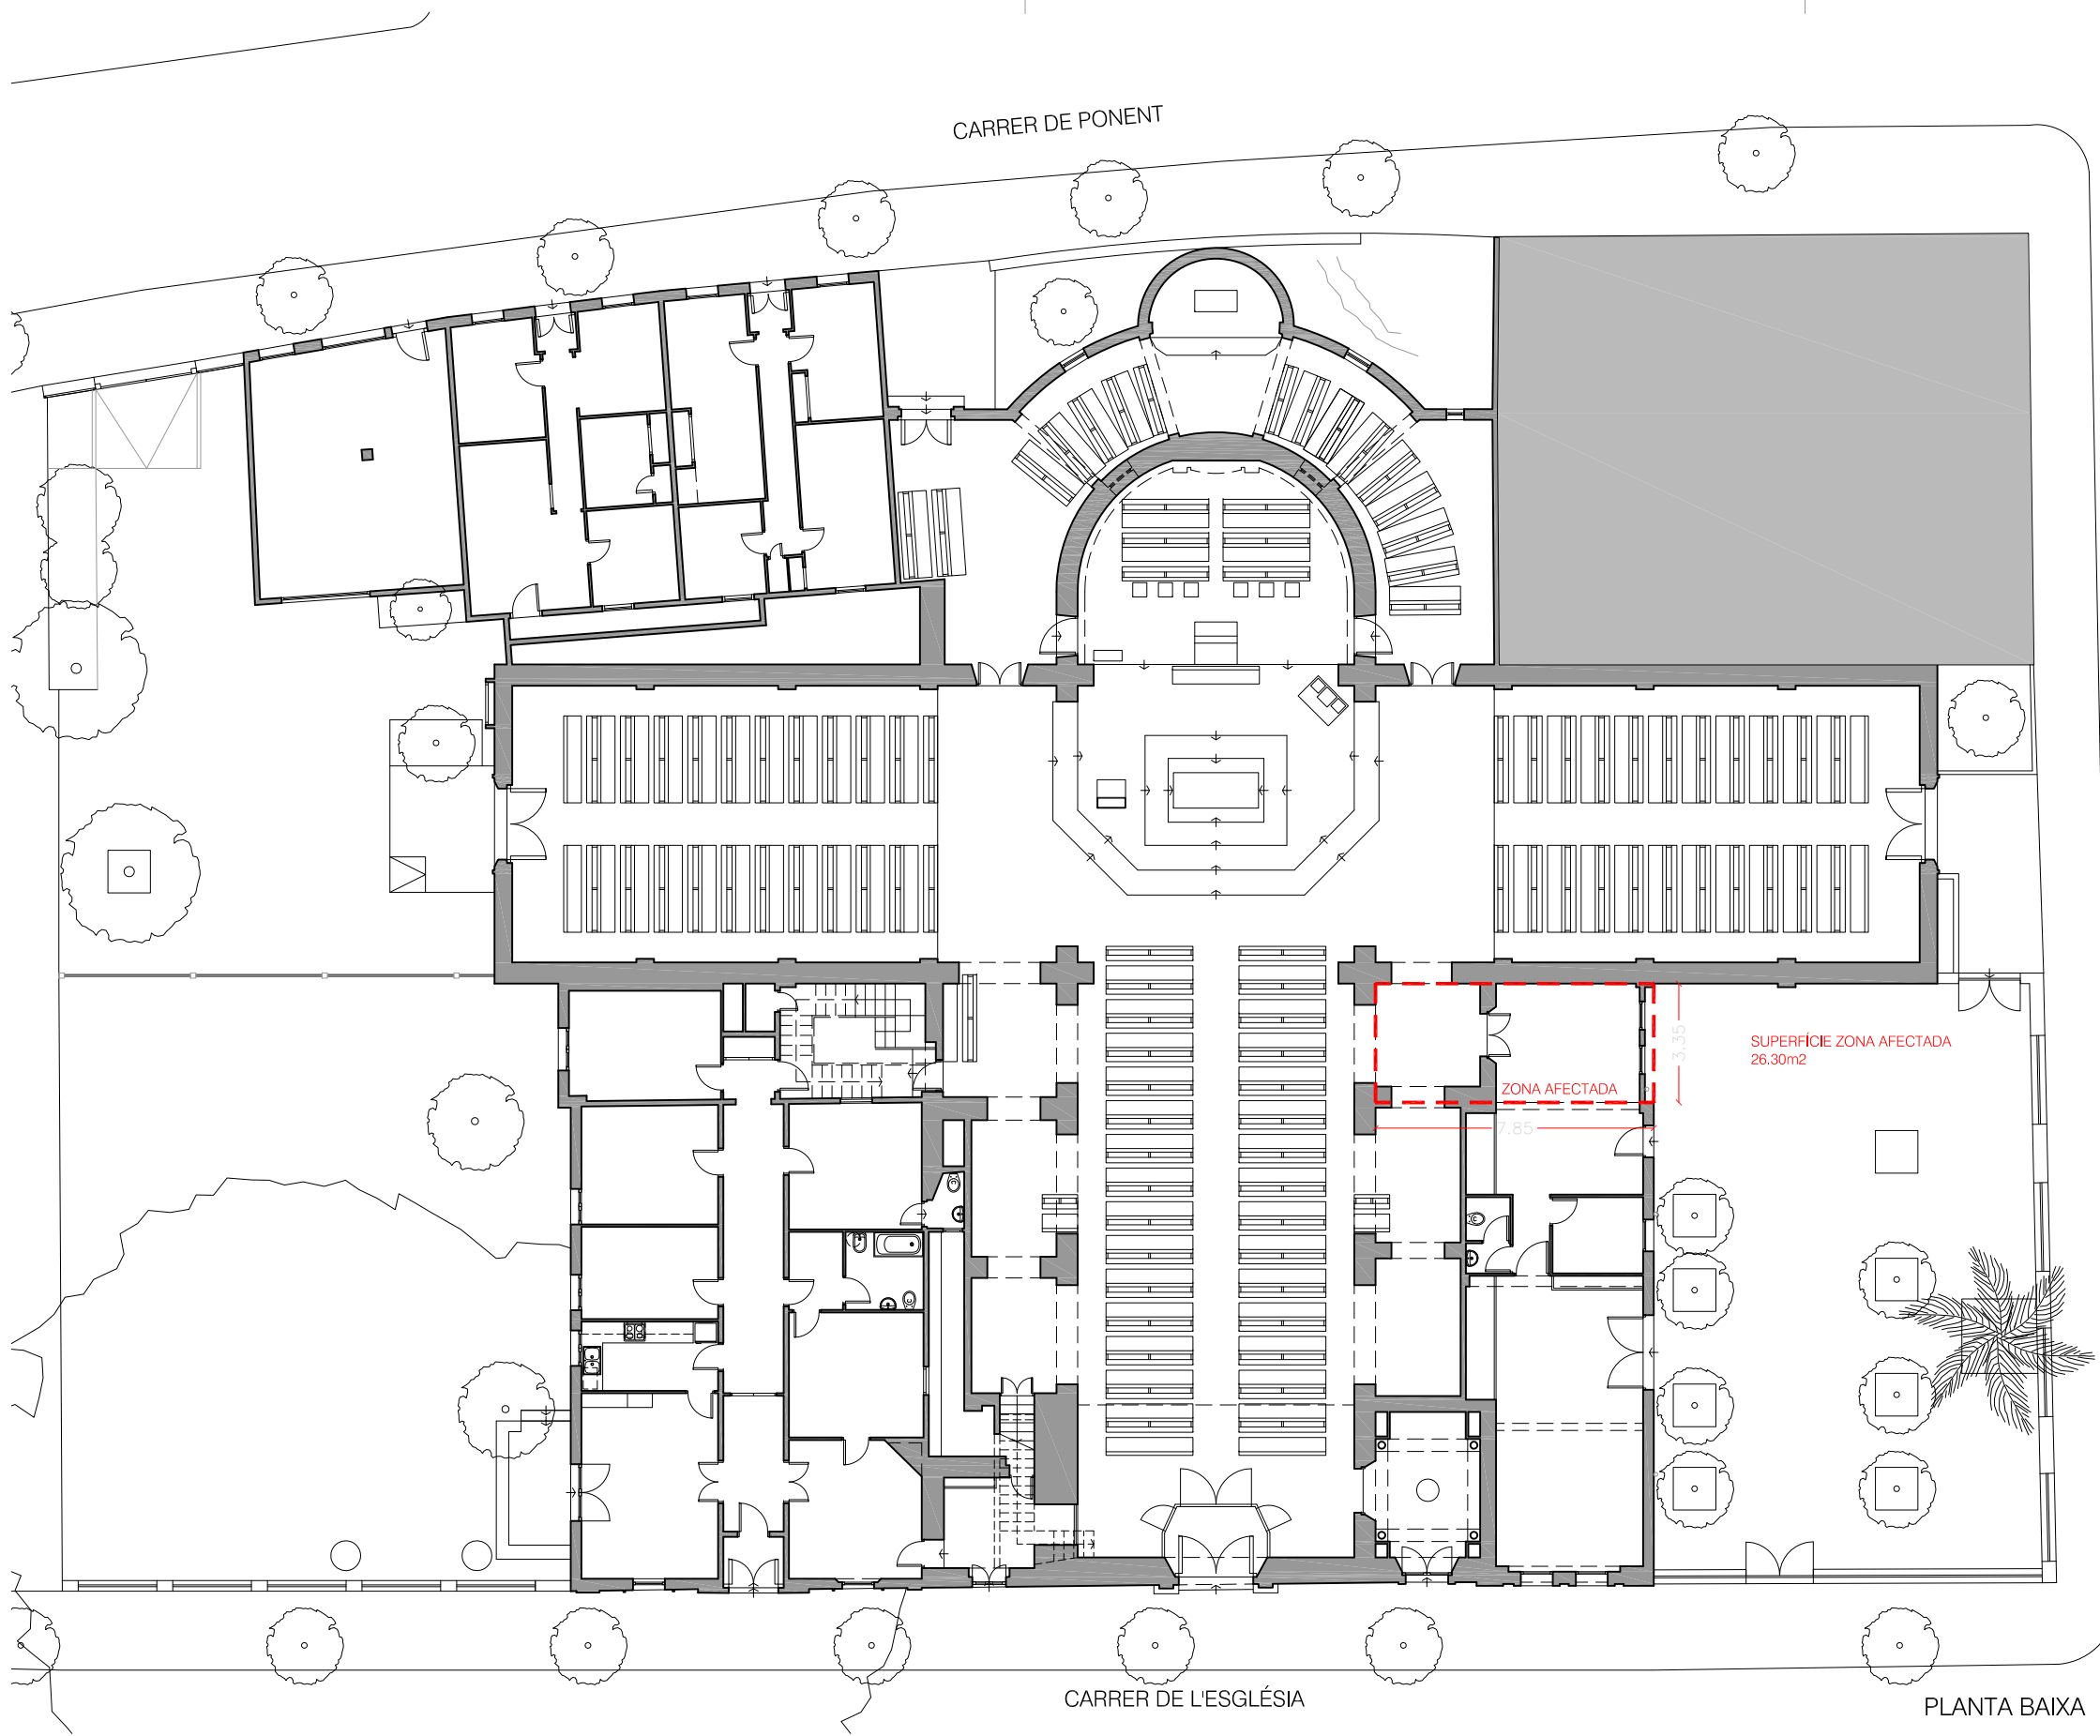 CARRER DE PONENT
SUPERFÍCIE ZONA AFECTADA
26.30m2
3.35
ZONA AFECTADA
7.85
CARRER DE L'ESGLÉSIA
PLANTA BAIXA